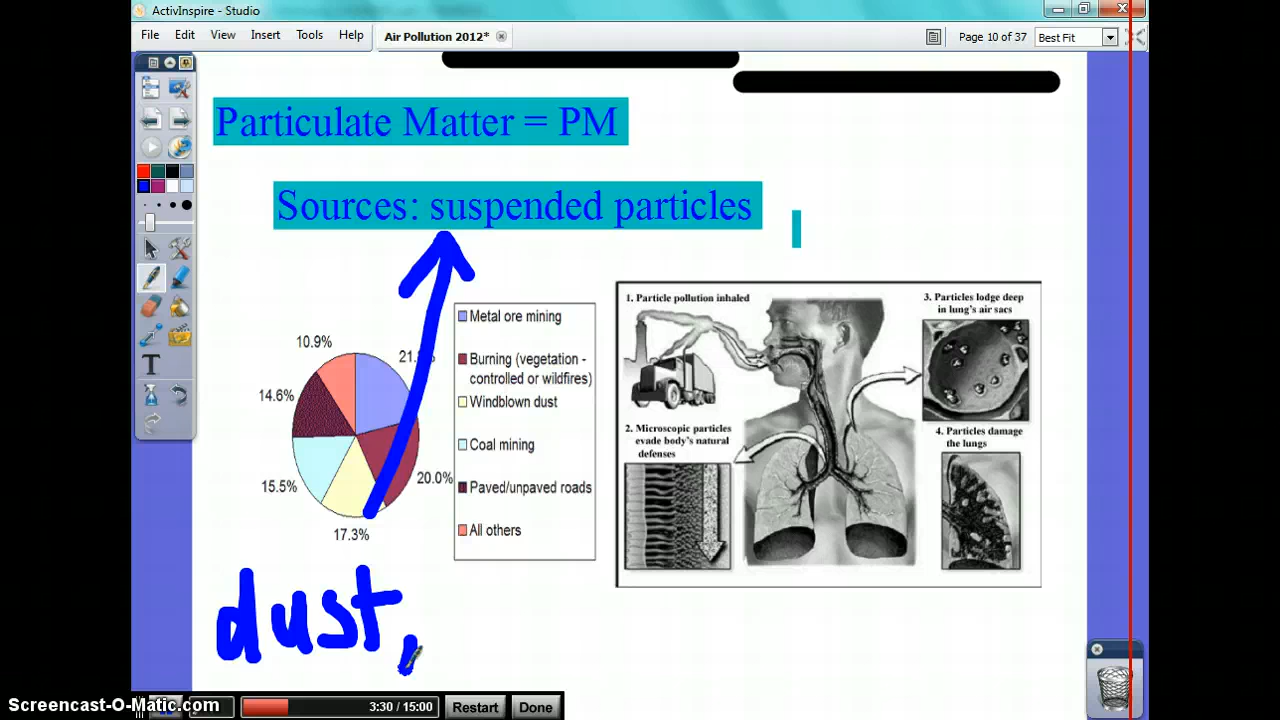 ActivInspire - Studio
File Edit View Insert Tools Help
Air Pollution 2012*
Page 10 of 37
Best Fit
Particulate Matter = PM
Sources: suspended particles
10.9%
14.6%
15.5%
17.3%
20.0%
Metal ore mining
Burning (vegetation -
controlled or wildfires)
Windblown dust
Coal mining
Paved/unpaved roads
All others
1. Particle pollution inhaled
2. Microscopic particles
evade body's natural
defenses
3. Particles lodge deep
in lung's air sacs
4. Particles damage
the lungs
dust,
T
Screencast-O-Matic.com
3:30 / 15:00
Restart
Done